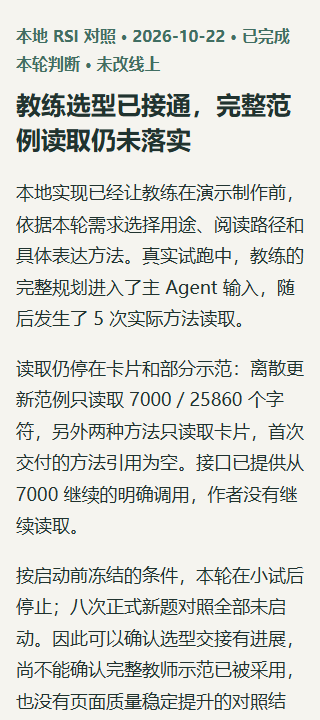 本地 RSI 对照 • 2026-10-22 • 已完成
本轮判断 • 未改线上
教练选型已接通，完整范
例读取仍未落实
本地实现已经让教练在演示制作前，
依据本轮需求选择用途、阅读路径和
具体表达方法。真实试跑中，教练的
完整规划进入了主 Agent 输入，随
后发生了 5 次实际方法读取。
读取仍停在卡片和部分示范：离散更
新范例只读取 7000 / 25860 个字
符，另外两种方法只读取卡片，首次
交付的方法引用为空。接口已提供从
7000 继续的明确调用，作者没有继
续读取。
按启动前冻结的条件，本轮在小试后
停止；八次正式新题对照全部未启
动。因此可以确认选型交接有进展，
尚不能确认完整教师示范已被采用，
也没有页面质量稳定提升的对照结